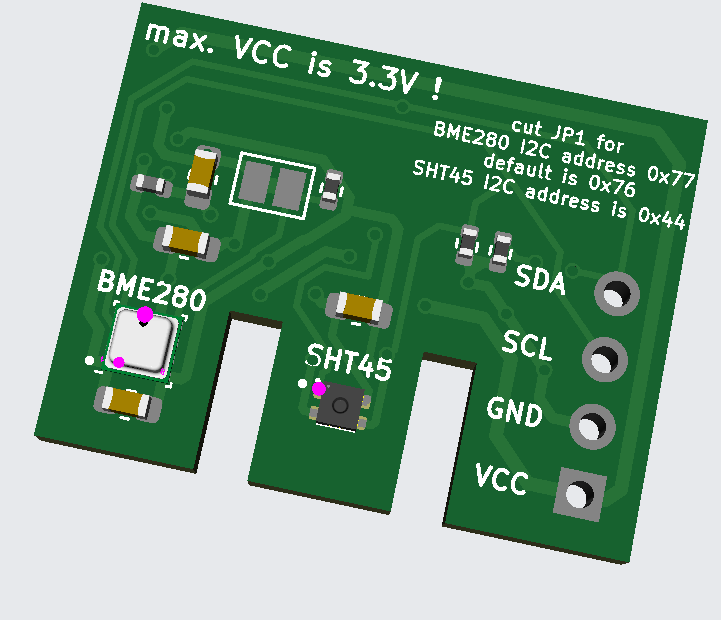 max. VCC is 3.3V !
cut JP1 for
BME280 I2C address 0x77
default is 0x76
SHT45 I2C address is 0x44
SDA
BME280
SCL
SHT45
GND
VCC